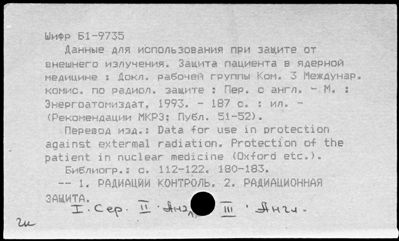 Шифр Б1-9735
Данные для использования при защите от
внешнего излучения. Защита пациента в ядерной
медицине : Докл. рабочей группы Ком. 3 Междунар.
комис. по радиол. защите : Пер. с англ. - М. :
Энергоатомиздат, 1993. - 187 с. : ил. -
(Рекомендации МКРЗ; Публ. 51-52).
Перевод изд.: Data for use in protection
against extermal radiation. Protection of the
patient in nuclear medicine (Oxford etc.).
Библиогр.: с. 112-122. 180-183.
-- 1. РАДИАЦИИ КОНТРОЛЬ. 2. РАДИАЦИОННАЯ
ЗАЩИТА.
I. Сер. II III Англ.